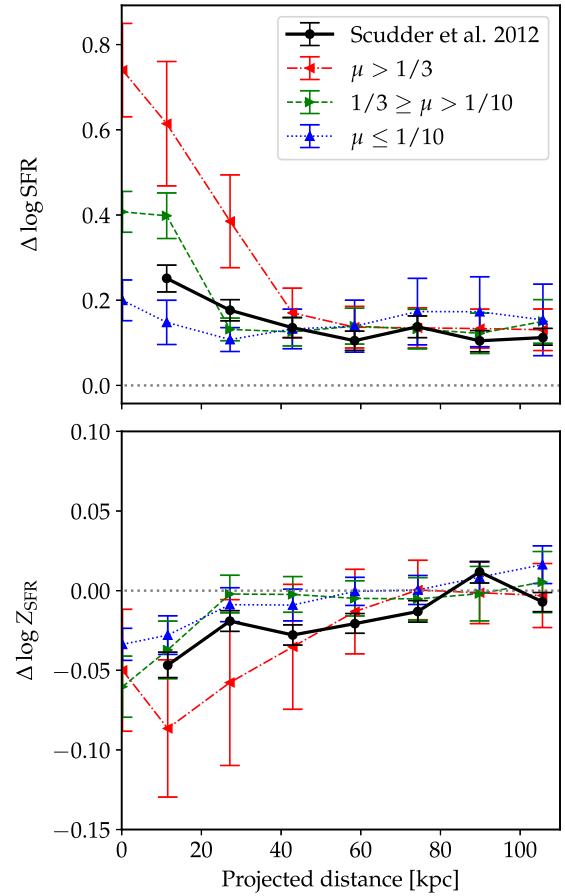 0.8
0.6
0.4
0.2
0.0
Δ log SFR
Scudder et al. 2012
μ > 1/3
1/3 ≥ μ > 1/10
μ ≤ 1/10
0.10
0.05
0.00
−0.05
−0.10
−0.15
Δ log Z_SFR
0 20 40 60 80 100
Projected distance [kpc]